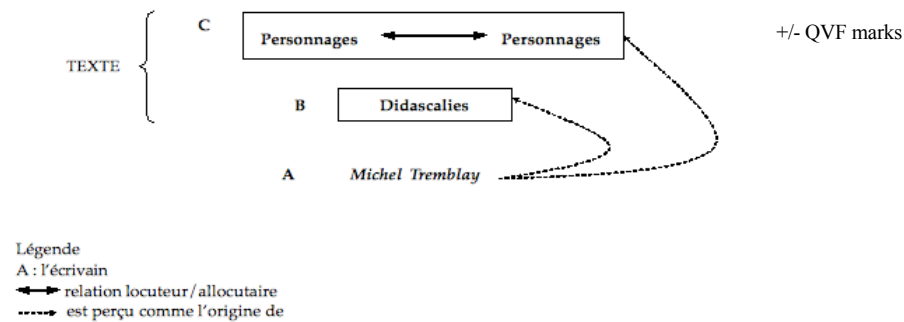 C
Personnages Personnages
+/- QVF marks
TEXTE
B
Didascalies
A
Michel Tremblay
Légende
A : l'écrivain
relation locuteur/allocutaire
est perçu comme l'origine de